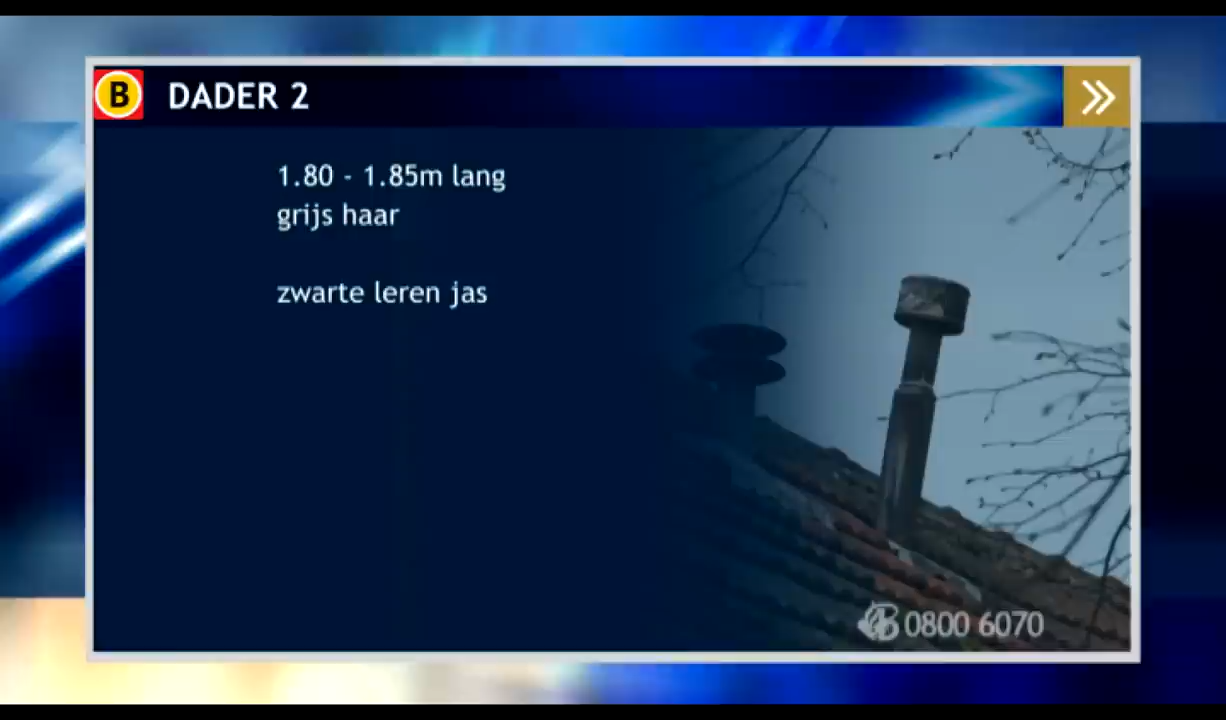 B DADER 2
1.80 - 1.85m lang
grijs haar
zwarte leren jas
0800 6070